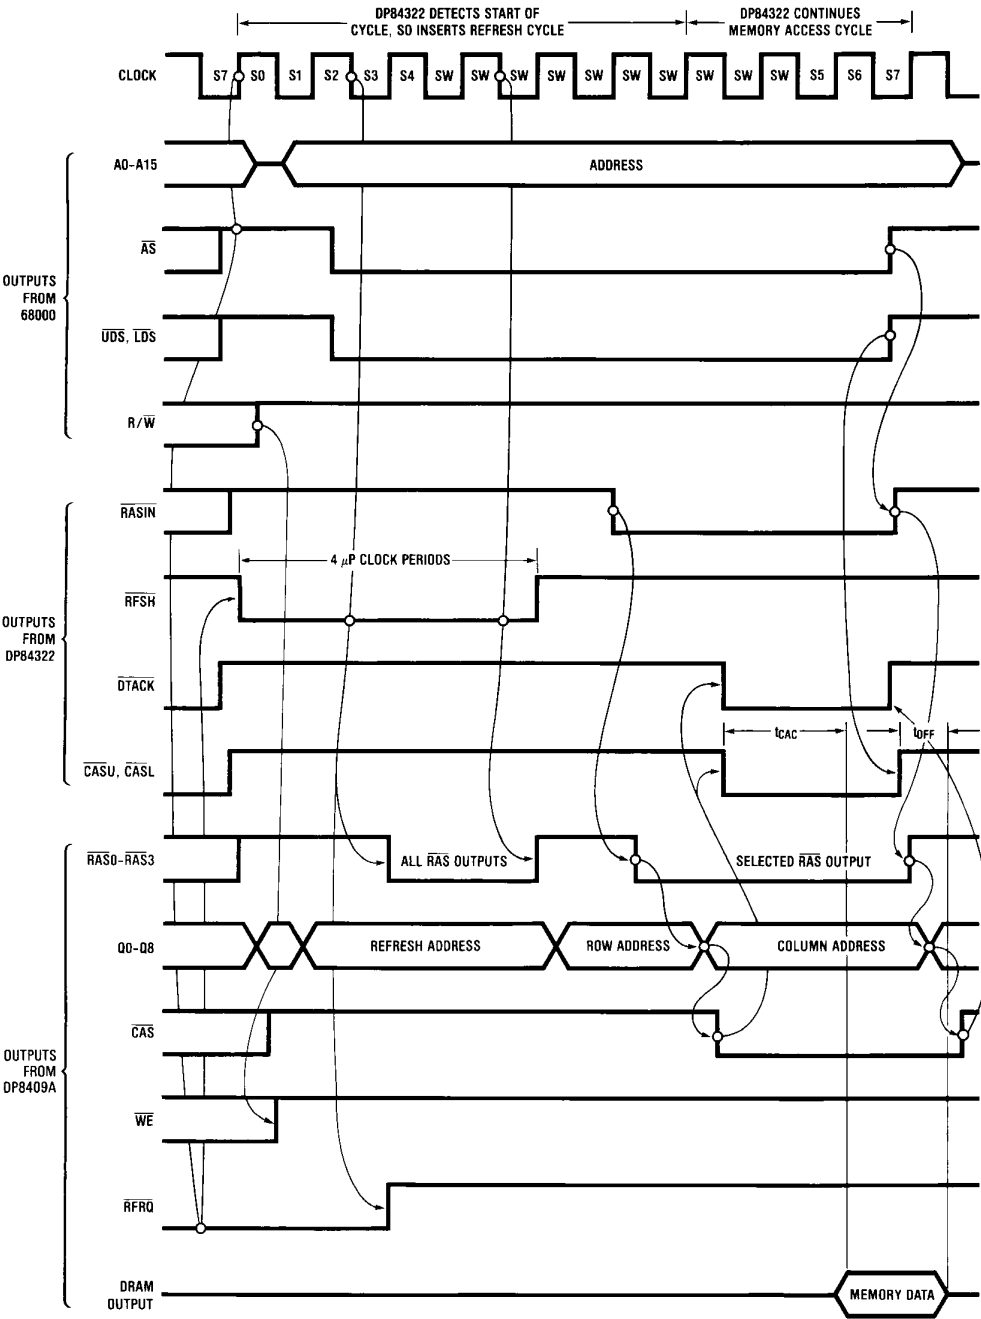 DP84322 DETECTS START OF
CYCLE, SO INSERTS REFRESH CYCLE
DP84322 CONTINUES
MEMORY ACCESS CYCLE
CLOCK
S7 S0 S1 S2 S3 S4 SW SW SW SW SW SW SW SW SW S5 S6 S7
A0-A15
ADDRESS
AS
OUTPUTS
FROM
68000
UDS, LDS
R/W
RASIN
4 μP CLOCK PERIODS
RFSH
OUTPUTS
FROM
DP84322
DTACK
tCAC
tOFF
CASU, CASL
RAS0-RAS3
ALL RAS OUTPUTS
SELECTED RAS OUTPUT
Q0-Q8
REFRESH ADDRESS
ROW ADDRESS
COLUMN ADDRESS
CAS
OUTPUTS
FROM
DP8409A
WE
RFRQ
DRAM
OUTPUT
MEMORY DATA